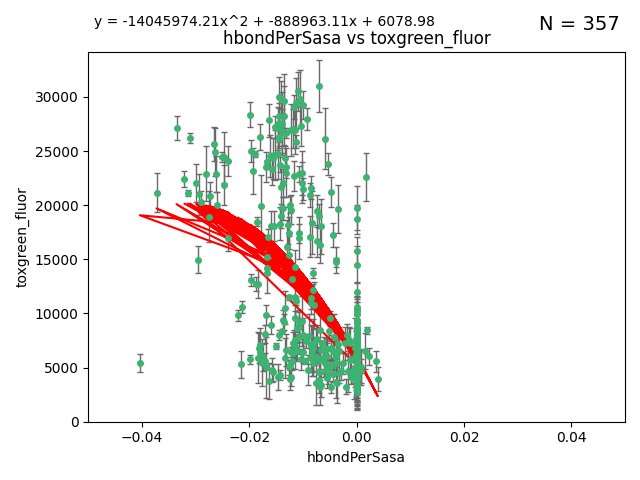 y = -14045974.21x^2 + -888963.11x + 6078.98
N = 357
hbondPerSasa vs toxgreen_fluor
toxgreen_fluor
30000
25000
20000
15000
10000
5000
0
−0.04
−0.02
0.00
0.02
0.04
hbondPerSasa